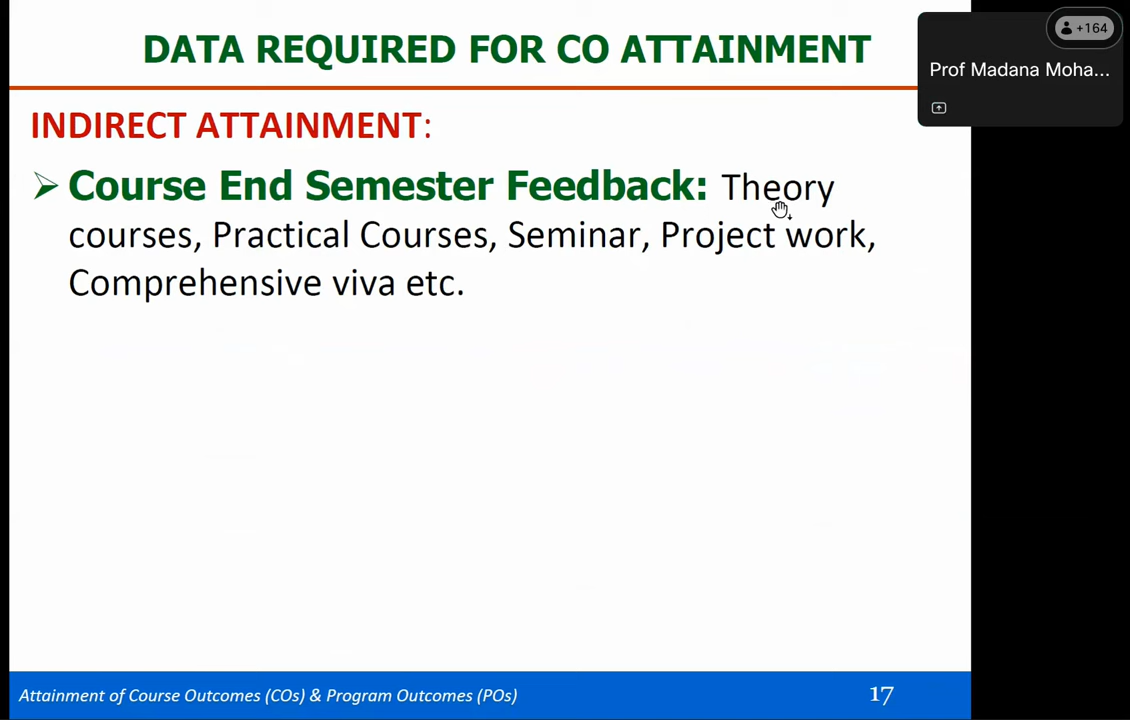 DATA REQUIRED FOR CO ATTAINMENT
+164
Prof Madana Moha...
INDIRECT ATTAINMENT:
➢ Course End Semester Feedback: Theory
courses, Practical Courses, Seminar, Project work,
Comprehensive viva etc.
Attainment of Course Outcomes (COs) & Program Outcomes (POs)
17